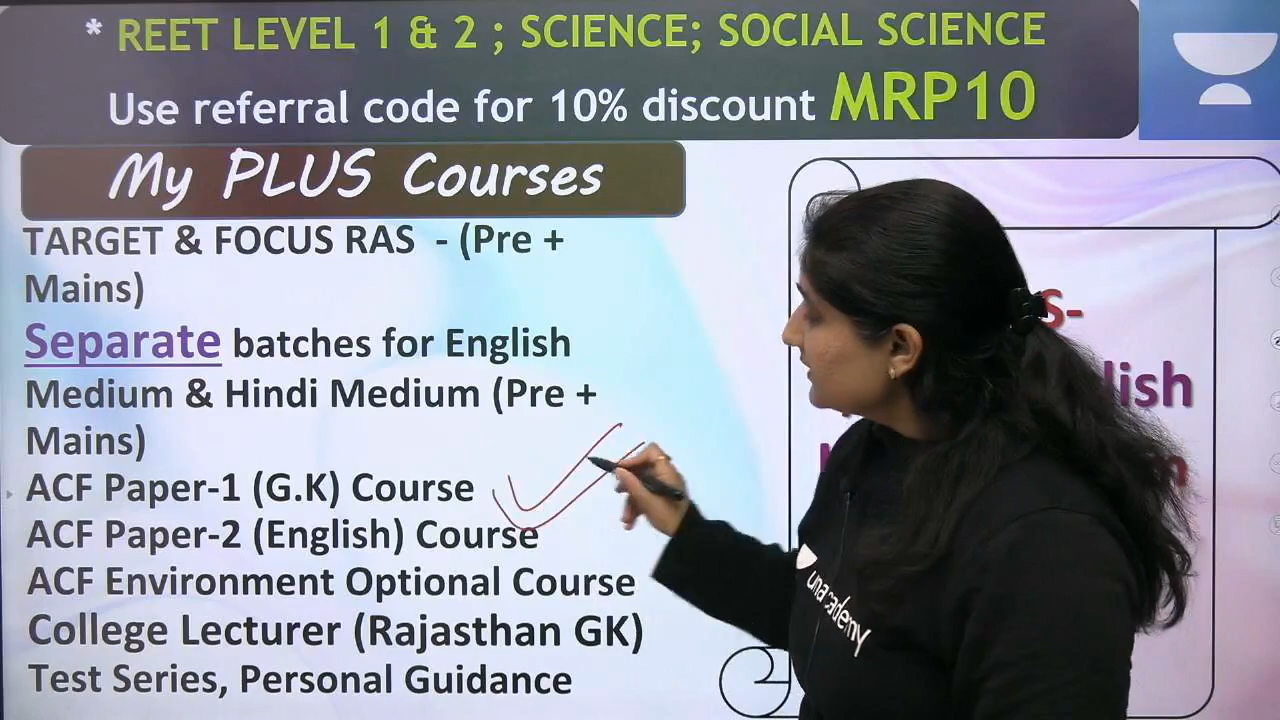 * REET LEVEL 1 & 2 ; SCIENCE; SOCIAL SCIENCE
Use referral code for 10% discount MRP10
My PLUS Courses
TARGET & FOCUS RAS - (Pre +
Mains)
Separate batches for English
Medium & Hindi Medium (Pre +
Mains)
ACF Paper-1 (G.K) Course
ACF Paper-2 (English) Course
ACF Environment Optional Course
College Lecturer (Rajasthan GK)
Test Series, Personal Guidance
unacademy